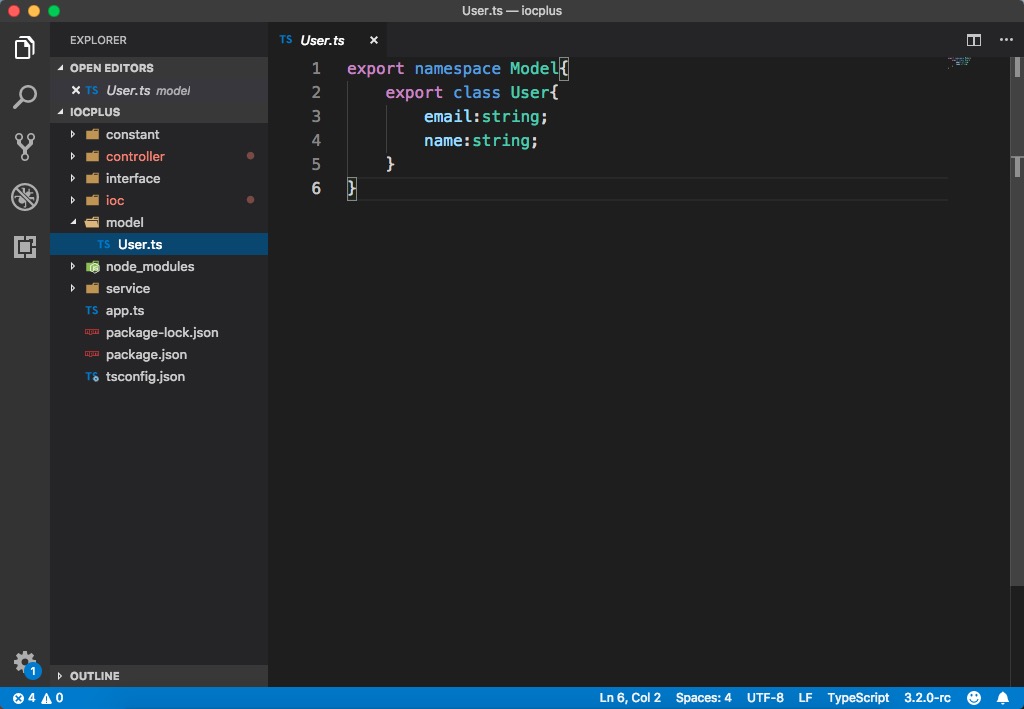 User.ts — iocplus
EXPLORER
OPEN EDITORS
TS User.ts model
IOCPLUS
constant
controller
interface
ioc
model
TS User.ts
node_modules
service
TS app.ts
package-lock.json
package.json
TS tsconfig.json
OUTLINE
TS User.ts
1 export namespace Model{
2 export class User{
3 email:string;
4 name:string;
5 }
6 }
1
4 0
Ln 6, Col 2 Spaces: 4 UTF-8 LF TypeScript 3.2.0-rc